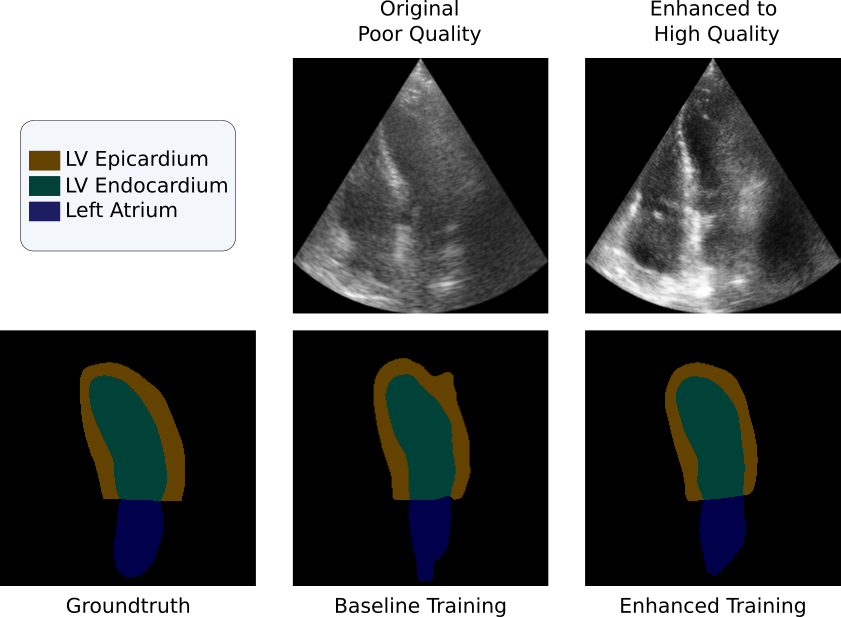 Original
Poor Quality
Enhanced to
High Quality
LV Epicardium
LV Endocardium
Left Atrium
Groundtruth
Baseline Training
Enhanced Training